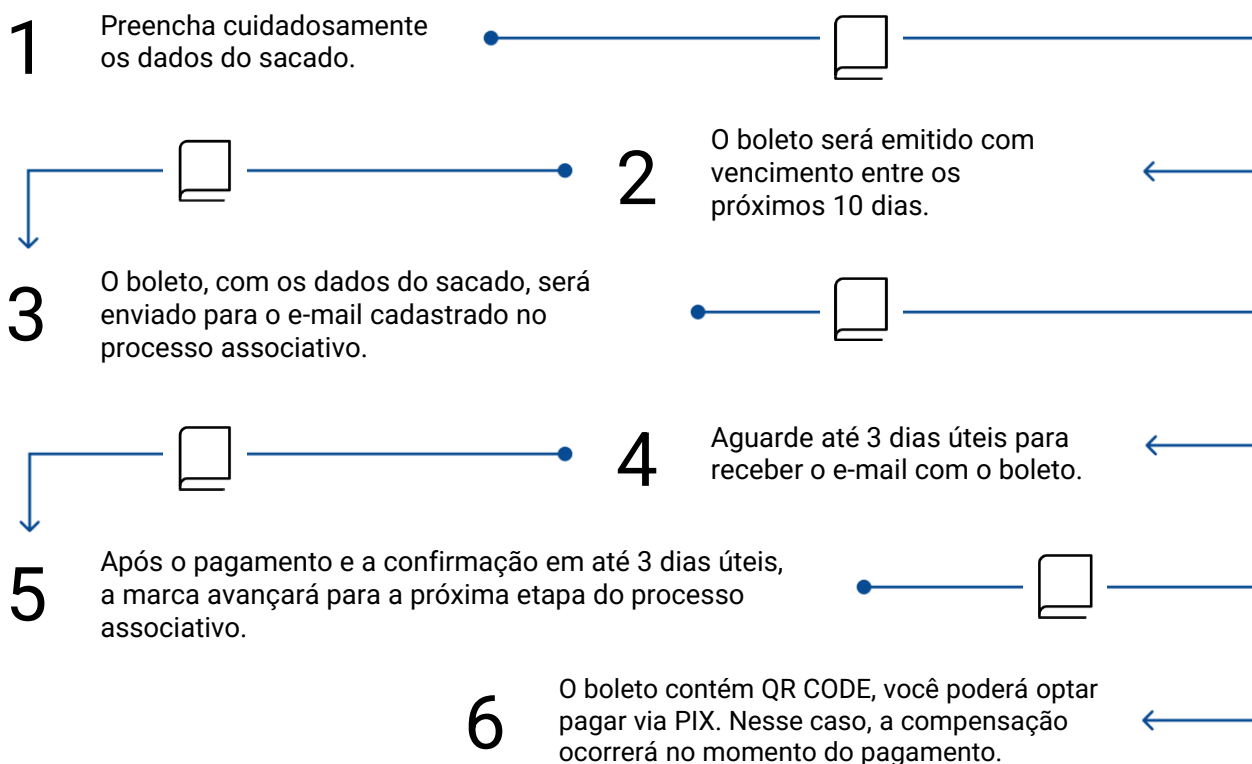 1
Preencha cuidadosamente
os dados do sacado.
2
O boleto será emitido com
vencimento entre os
próximos 10 dias.
3
O boleto, com os dados do sacado, será
enviado para o e-mail cadastrado no
processo associativo.
4
Aguarde até 3 dias úteis para
receber o e-mail com o boleto.
5
Após o pagamento e a confirmação em até 3 dias úteis,
a marca avançará para a próxima etapa do processo
associativo.
6
O boleto contém QR CODE, você poderá optar
pagar via PIX. Nesse caso, a compensação
ocorrerá no momento do pagamento.